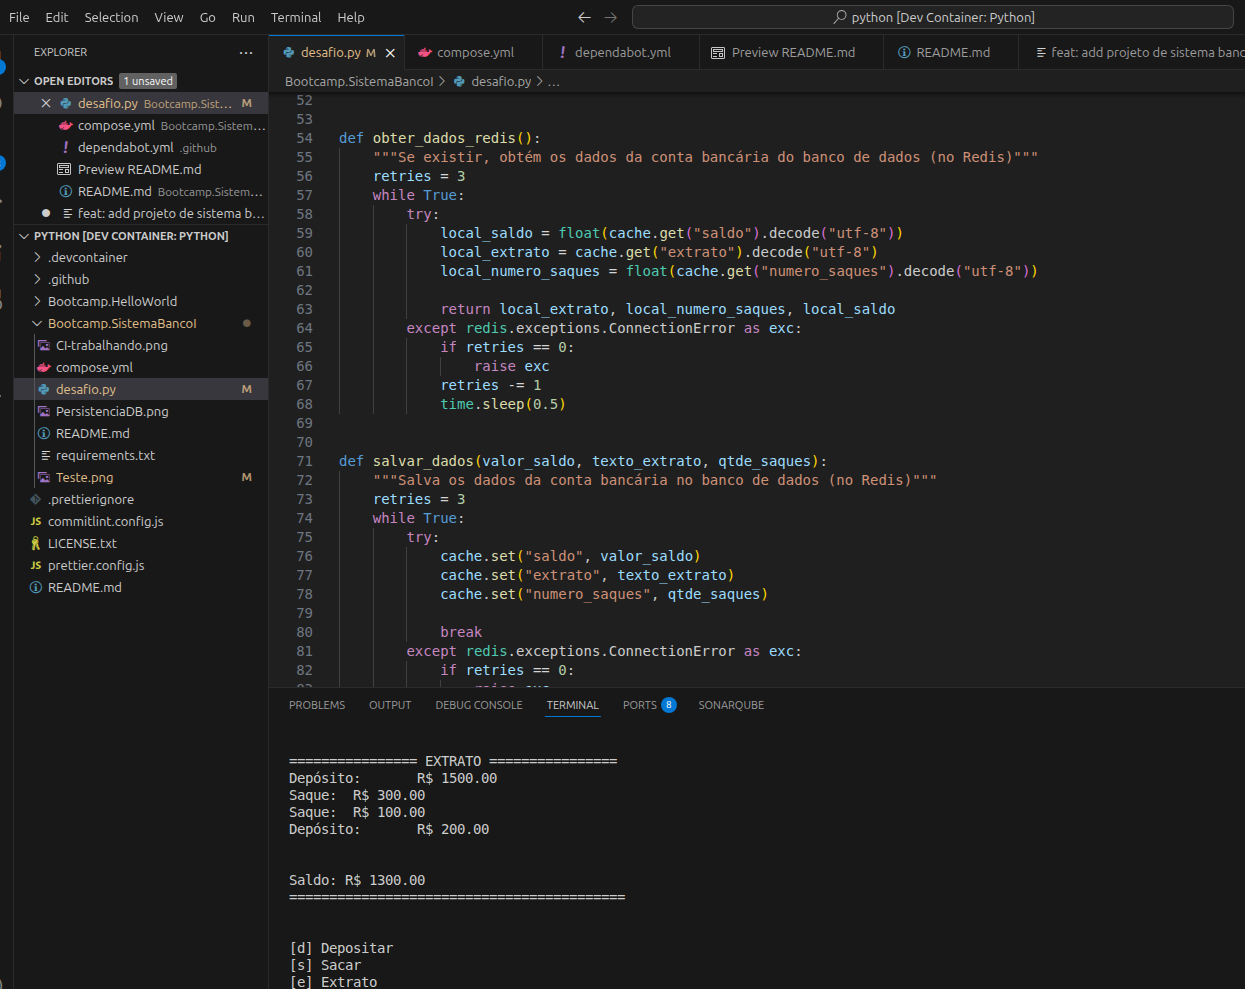 File Edit Selection View Go Run Terminal Help
python [Dev Container: Python]
EXPLORER
OPEN EDITORS 1 unsaved
desafio.py Bootcamp.Sist... M
compose.yml Bootcamp.Sistem...
dependabot.yml .github
Preview README.md
README.md Bootcamp.Sistem...
feat: add projeto de sistema b...
PYTHON [DEV CONTAINER: PYTHON]
.devcontainer
.github
Bootcamp.HelloWorld
Bootcamp.SistemaBancoI
CI-trabalhando.png
compose.yml
desafio.py M
PersistenciaDB.png
README.md
requirements.txt
Teste.png M
.prettierignore
JS commitlint.config.js
LICENSE.txt
JS prettier.config.js
README.md
desafio.py M compose.yml dependabot.yml Preview README.md README.md feat: add projeto de sistema banc
Bootcamp.SistemaBancoI > desafio.py > ...
52
53
54 def obter_dados_redis():
55 """Se existir, obtém os dados da conta bancária do banco de dados (no Redis)"""
56 retries = 3
57 while True:
58 try:
59 local_saldo = float(cache.get("saldo").decode("utf-8"))
60 local_extrato = cache.get("extrato").decode("utf-8")
61 local_numero_saques = float(cache.get("numero_saques").decode("utf-8"))
62
63 return local_extrato, local_numero_saques, local_saldo
64 except redis.exceptions.ConnectionError as exc:
65 if retries == 0:
66 raise exc
67 retries -= 1
68 time.sleep(0.5)
69
70
71 def salvar_dados(valor_saldo, texto_extrato, qtde_saques):
72 """Salva os dados da conta bancária no banco de dados (no Redis)"""
73 retries = 3
74 while True:
75 try:
76 cache.set("saldo", valor_saldo)
77 cache.set("extrato", texto_extrato)
78 cache.set("numero_saques", qtde_saques)
79
80 break
81 except redis.exceptions.ConnectionError as exc:
82 if retries == 0:
PROBLEMS OUTPUT DEBUG CONSOLE TERMINAL PORTS 8 SONARQUBE
================ EXTRATO ================
Depósito: R$ 1500.00
Saque: R$ 300.00
Saque: R$ 100.00
Depósito: R$ 200.00
Saldo: R$ 1300.00
==========================================
[d] Depositar
[s] Sacar
[e] Extrato